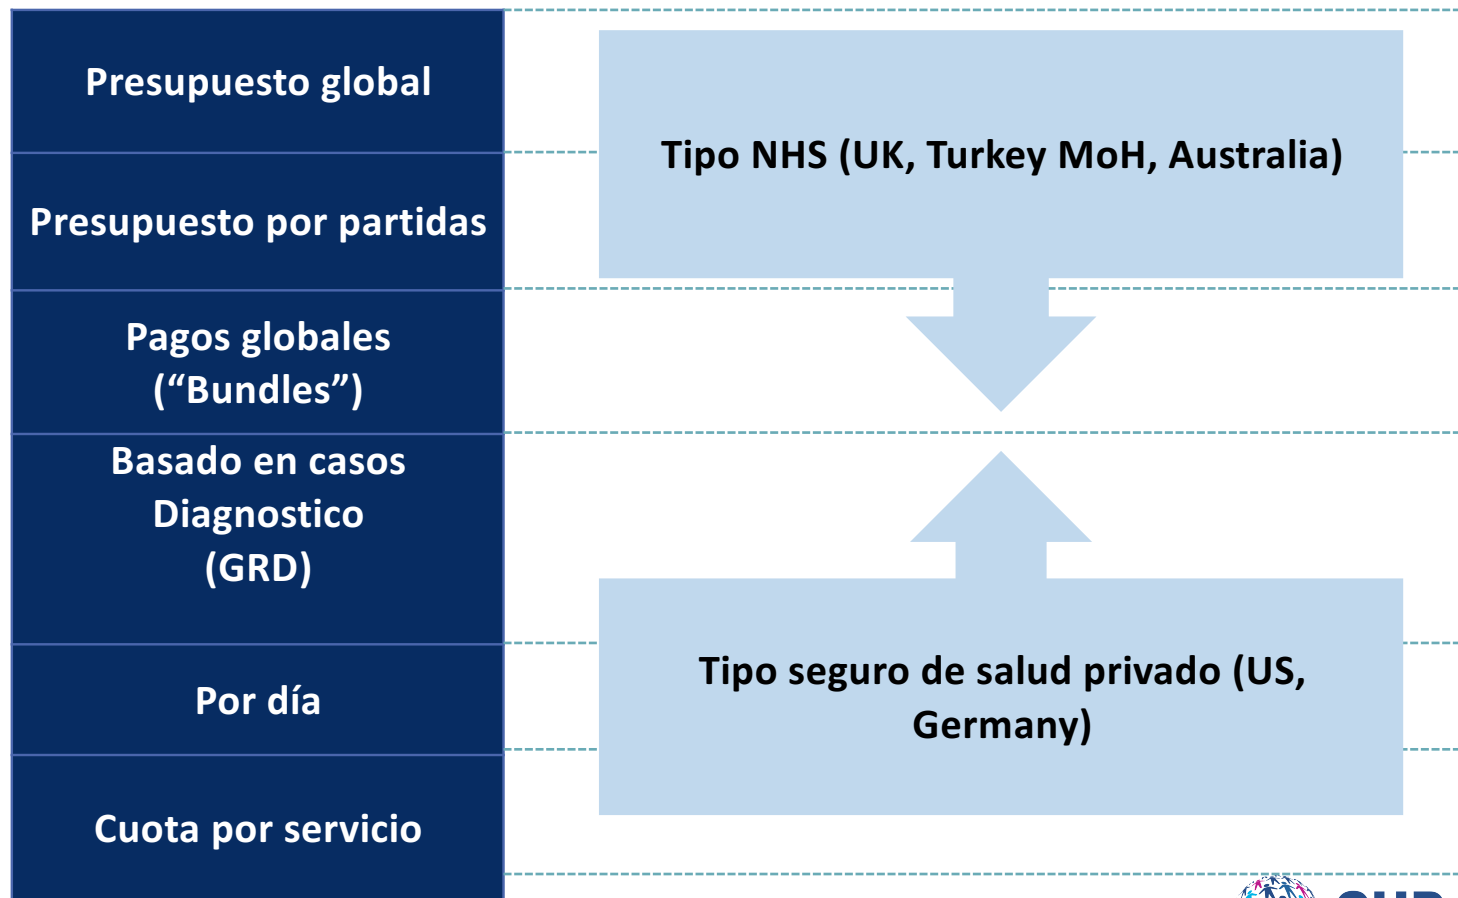 Presupuesto global
Tipo NHS (UK, Turkey MoH, Australia)
Presupuesto por partidas
Pagos globales
(“Bundles”)
Basado en casos
Diagnostico
(GRD)
Tipo seguro de salud privado (US,
Germany)
Por día
Cuota por servicio